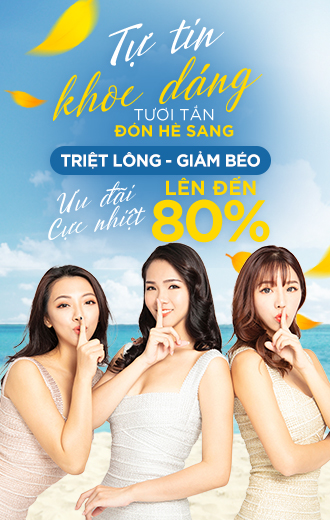 Tự tin
khoe dáng
TƯƠI TẮN
ĐÓN HÈ SANG
TRIỆT LÔNG - GIẢM BÉO
Ưu đãi
Cực nhiệt
LÊN ĐẾN
80%